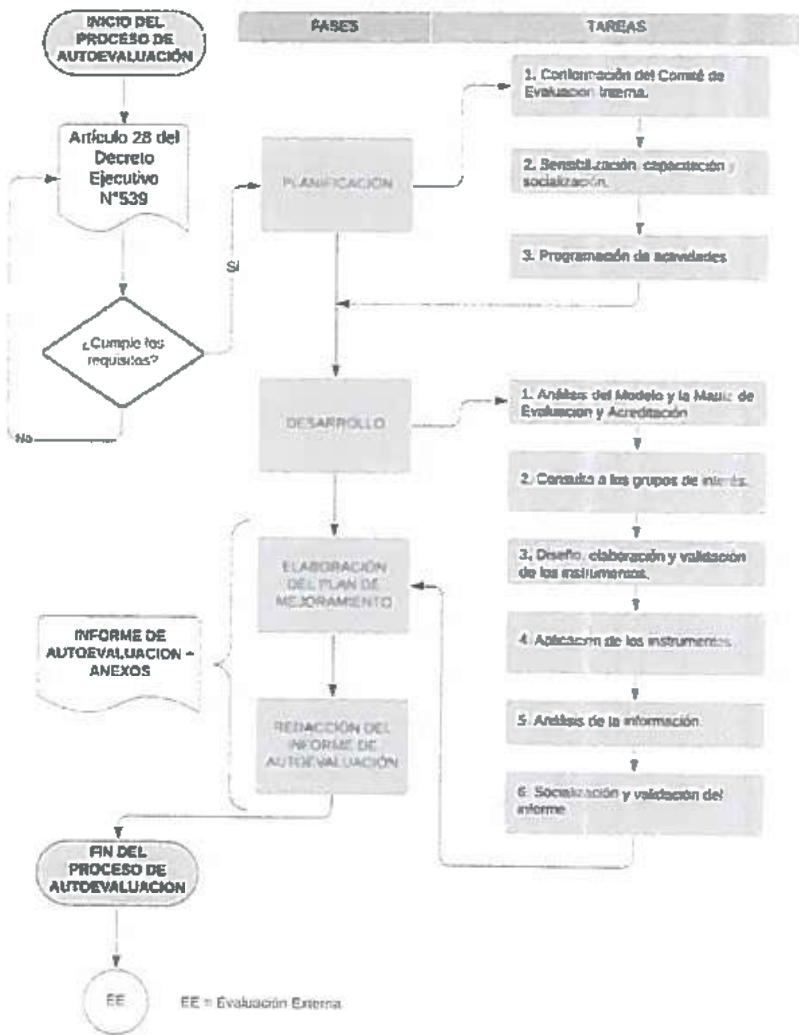 INICIO DEL
PROCESO DE
AUTOEVALUACIÓN
FASES
TAREAS
Artículo 28 del
Decreto
Ejecutivo
N°539
¿Cumple los
requisitos?
Sí
No
PLANIFICACIÓN
1. Conformación del Comité de
Evaluacion Interna.
2. Sensibilización, capacitación y
socialización.
3. Programación de actividades
DESARROLLO
1. Análisis del Modelo y la Matriz de
Evaluacion y Acreditación
2. Consulta a los grupos de interés.
3. Diseño, elaboración y validación
de los instrumentos.
4. Aplicacion de los instrumentos.
5. Análisis de la información
6. Socialización y validación del
informe
ELABORACIÓN
DEL PLAN DE
MEJORAMIENTO
INFORME DE
AUTOEVALUACION –
ANEXOS
REDACCIÓN DEL
INFORME DE
AUTOEVALUACIÓN
FIN DEL
PROCESO DE
AUTOEVALUACION
EE
EE = Evaluación Externa